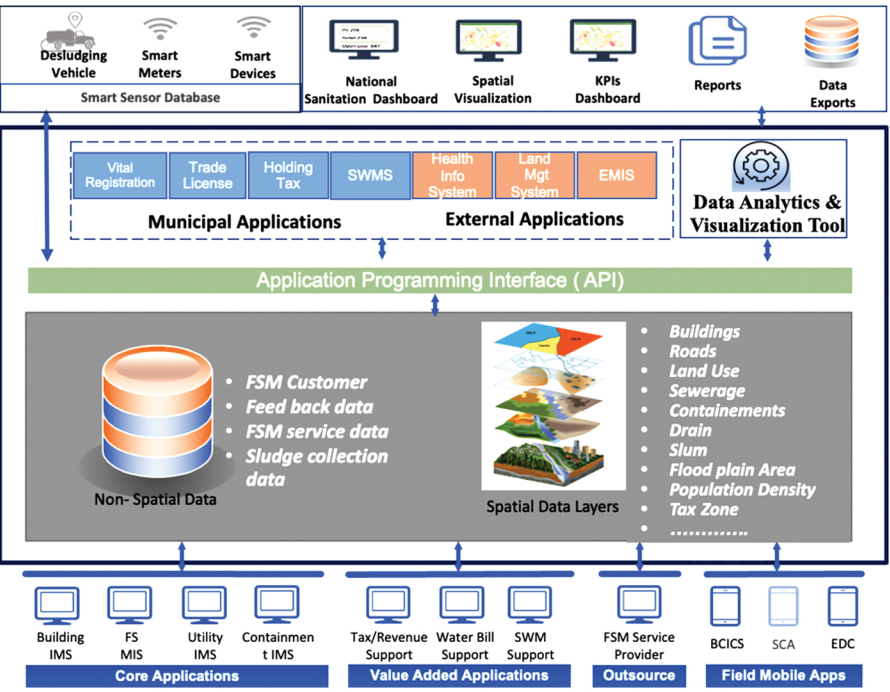 Desludging
Vehicle
Smart
Meters
Smart
Devices
Smart Sensor Database
National
Sanitation Dashboard
Spatial
Visualization
KPIs
Dashboard
Reports
Data
Exports
Vital
Registration
Trade
License
Holding
Tax
SWMS
Health
Info
System
Land
Mgt
System
EMIS
Municipal Applications
External Applications
Data Analytics &
Visualization Tool
Application Programming Interface ( API)
Non- Spatial Data
• FSM Customer
• Feed back data
• FSM service data
• Sludge collection
data
Spatial Data Layers
• Buildings
• Roads
• Land Use
• Sewerage
• Containements
• Drain
• Slum
• Flood plain Area
• Population Density
• Tax Zone
• ………….
Building
IMS
FS
MIS
Utility
IMS
Containmen
t IMS
Core Applications
Tax/Revenue
Support
Water Bill
Support
SWM
Support
Value Added Applications
FSM Service
Provider
Outsource
BCICS
SCA
EDC
Field Mobile Apps